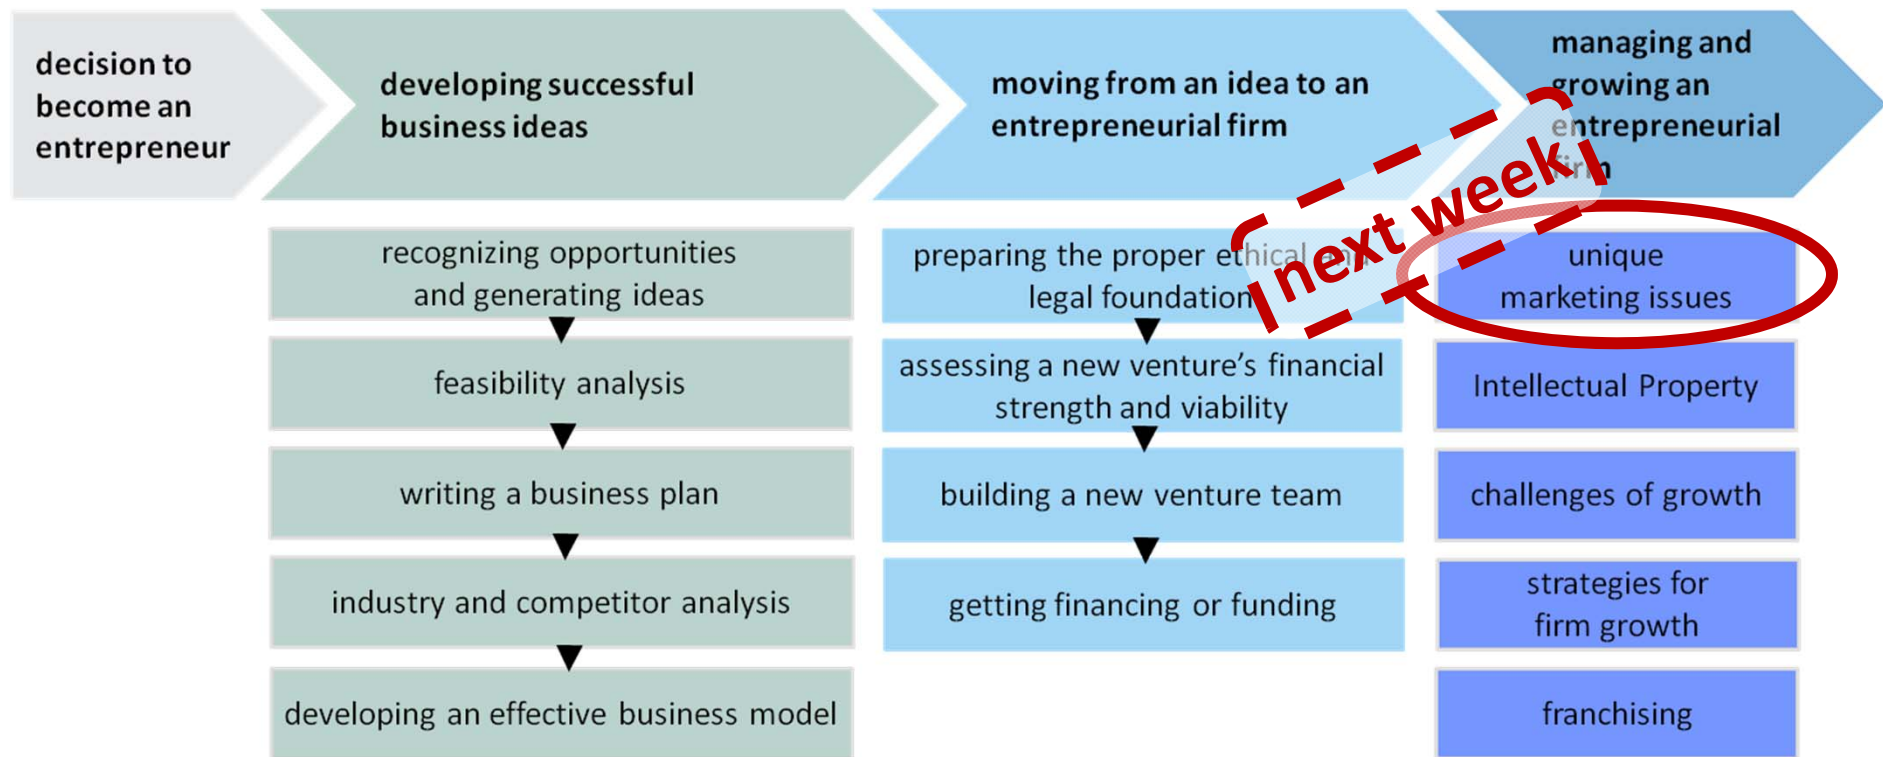 decision to
become an
entrepreneur
developing successful
business ideas
moving from an idea to an
entrepreneurial firm
managing and
growing an
entrepreneurial
firm
next week
recognizing opportunities
and generating ideas
feasibility analysis
writing a business plan
industry and competitor analysis
developing an effective business model
preparing the proper ethical and
legal foundation
assessing a new venture's financial
strength and viability
building a new venture team
getting financing or funding
unique
marketing issues
Intellectual Property
challenges of growth
strategies for
firm growth
franchising